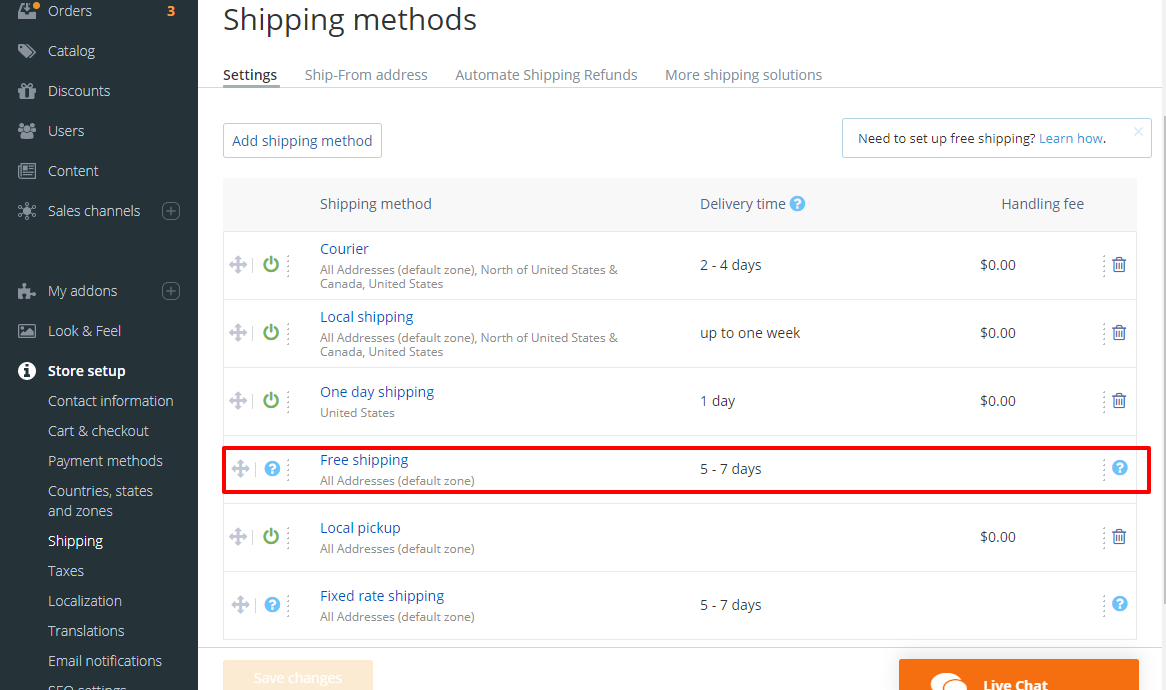 Orders 3
Catalog
Discounts
Users
Content
Sales channels
My addons
Look & Feel
Store setup
Contact information
Cart & checkout
Payment methods
Countries, states
and zones
Shipping
Taxes
Localization
Translations
Email notifications
SEO settings
Shipping methods
Settings Ship-From address Automate Shipping Refunds More shipping solutions
Add shipping method
Need to set up free shipping? Learn how.
Shipping method Delivery time ? Handling fee
Courier
All Addresses (default zone), North of United States &
Canada, United States
2 - 4 days $0.00
Local shipping
All Addresses (default zone), North of United States &
Canada, United States
up to one week $0.00
One day shipping
United States
1 day $0.00
Free shipping
All Addresses (default zone)
5 - 7 days
Local pickup
All Addresses (default zone)
$0.00
Fixed rate shipping
All Addresses (default zone)
5 - 7 days
Save changes
Live Chat